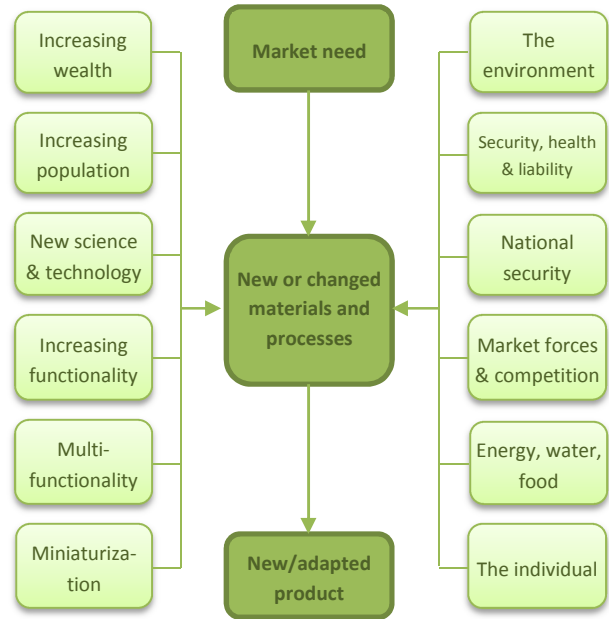 Increasing
wealth
Increasing
population
New science
& technology
Increasing
functionality
Multi-
functionality
Miniaturiza-
tion
Market need
New or changed
materials and
processes
New/adapted
product
The
environment
Security, health
& liability
National
security
Market forces
& competition
Energy, water,
food
The individual